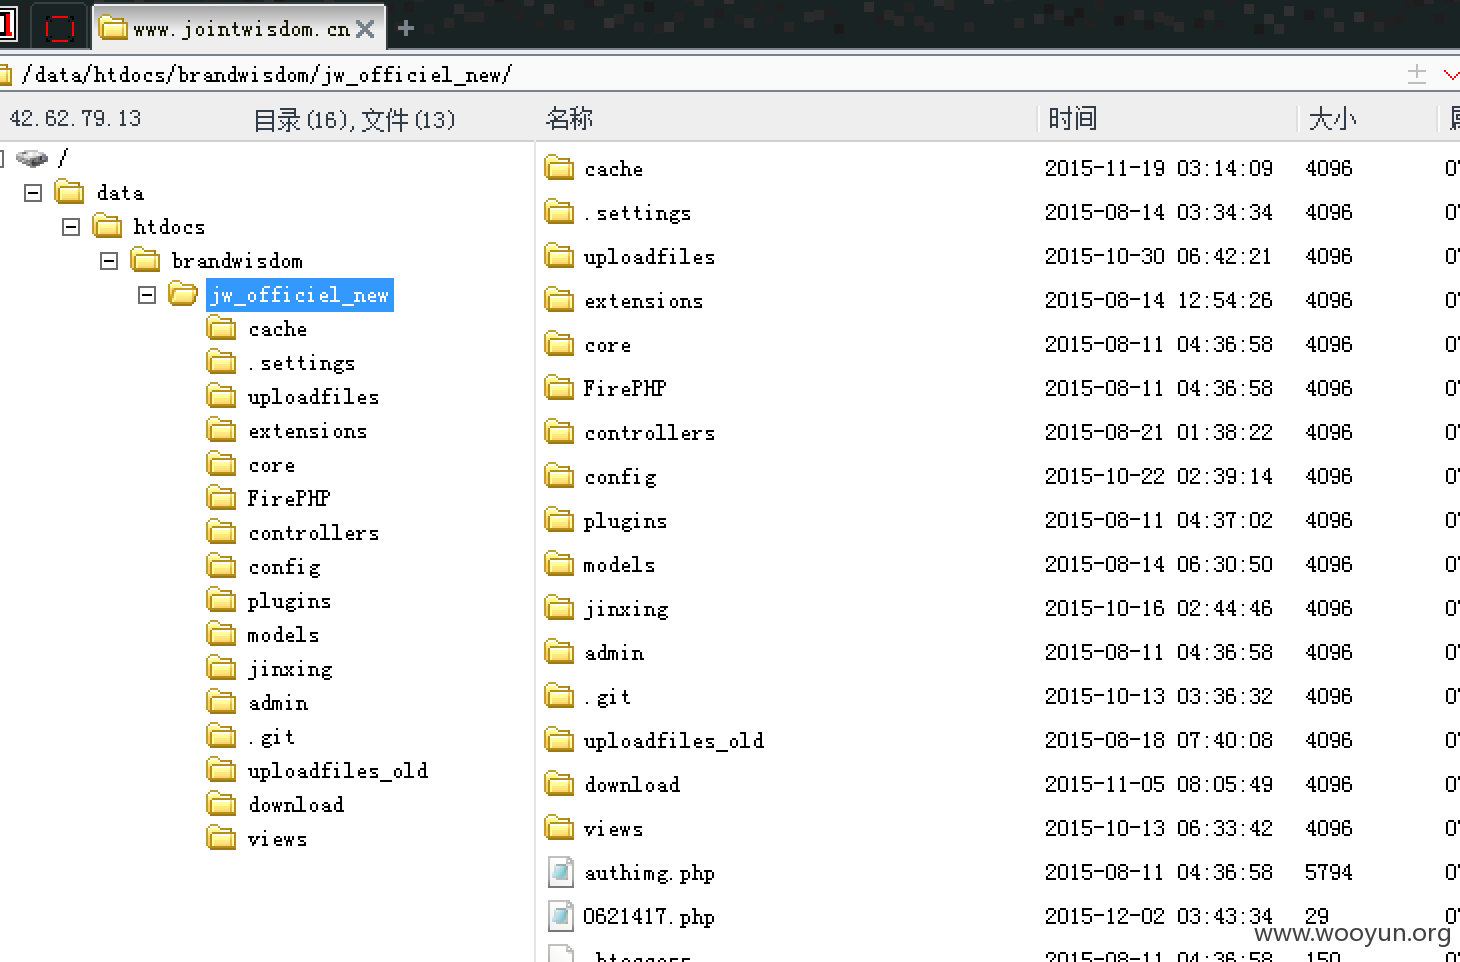 www.jointwisdom.cn
/data/htdocs/brandwisdom/jw_officiel_new/
42.62.79.13 目录(16),文件(13) 名称 时间 大小
/
data
htdocs
brandwisdom
jw_officiel_new
cache
.settings
uploadfiles
extensions
core
FirePHP
controllers
config
plugins
models
jinxing
admin
.git
uploadfiles_old
download
views
cache 2015-11-19 03:14:09 4096
.settings 2015-08-14 03:34:34 4096
uploadfiles 2015-10-30 06:42:21 4096
extensions 2015-08-14 12:54:26 4096
core 2015-08-11 04:36:58 4096
FirePHP 2015-08-11 04:36:58 4096
controllers 2015-08-21 01:38:22 4096
config 2015-10-22 02:39:14 4096
plugins 2015-08-11 04:37:02 4096
models 2015-08-14 06:30:50 4096
jinxing 2015-10-16 02:44:46 4096
admin 2015-08-11 04:36:58 4096
.git 2015-10-13 03:36:32 4096
uploadfiles_old 2015-08-18 07:40:08 4096
download 2015-11-05 08:05:49 4096
views 2015-10-13 06:33:42 4096
authimg.php 2015-08-11 04:36:58 5794
0621417.php 2015-12-02 03:43:34 29
www.wooyun.org
.htaccess 2015-08-11 04:36:58 150